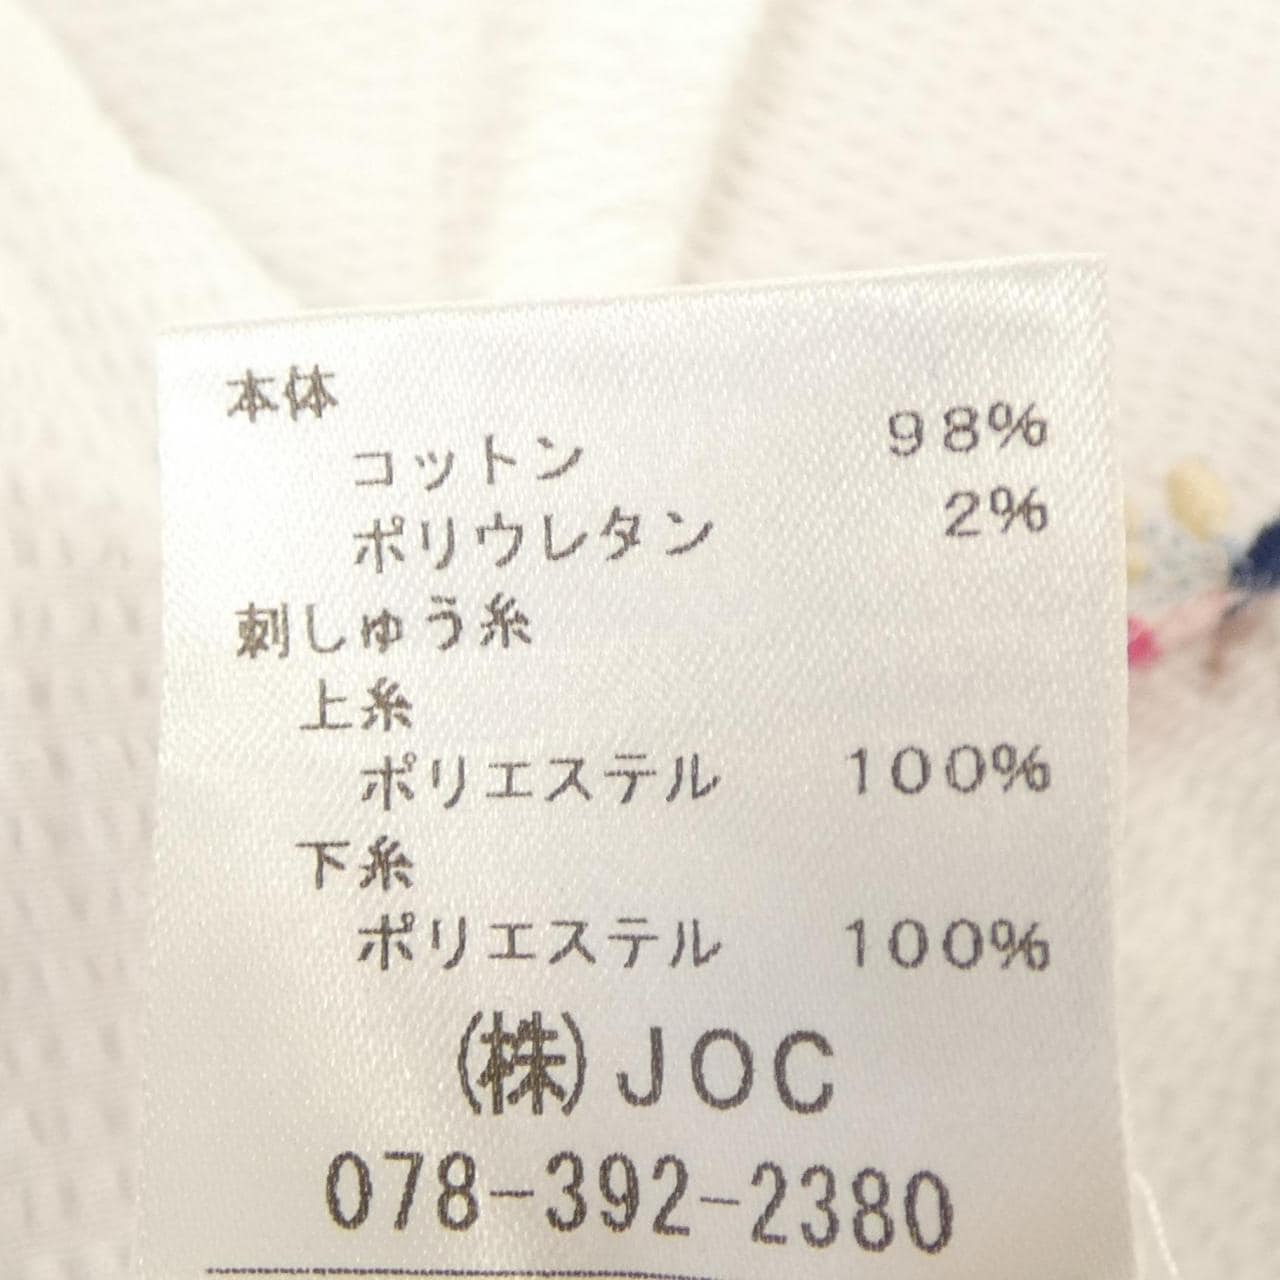 本体
コットン 98%
ポリウレタン 2%
刺しゅう糸
上糸
ポリエステル 100%
下糸
ポリエステル 100%
(株)JOC
078-392-2380